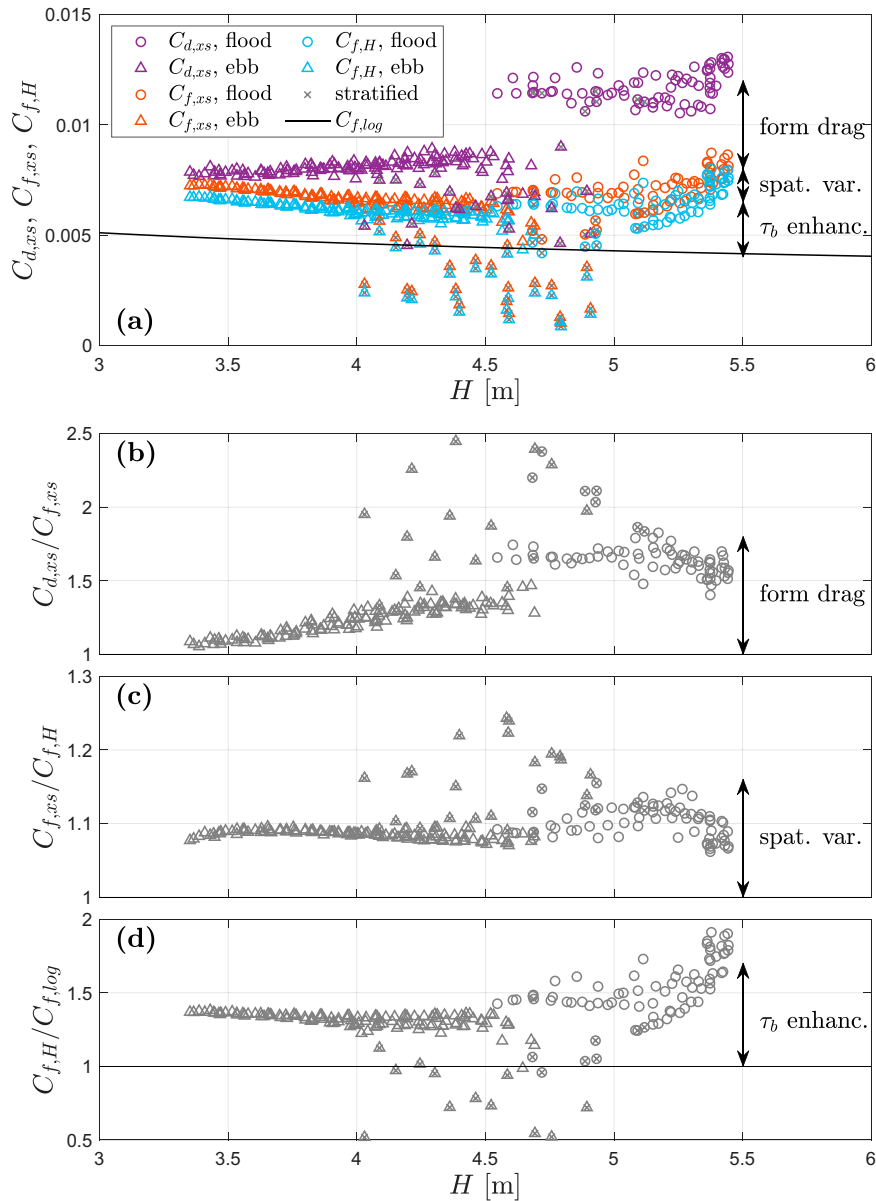 C_{d,xs}, C_{f,xs}, C_{f,H}
0.015
0.01
0.005
0
C_{d,xs}, flood
C_{d,xs}, ebb
C_{f,xs}, flood
C_{f,xs}, ebb
C_{f,H}, flood
C_{f,H}, ebb
stratified
C_{f,log}
form drag
spat. var.
τ_b enhanc.
(a)
3 3.5 4 4.5 5 5.5 6
H [m]
(b)
C_{d,xs}/C_{f,xs}
2.5
2
1.5
1
form drag
(c)
C_{f,xs}/C_{f,H}
1.3
1.2
1.1
1
spat. var.
(d)
C_{f,H}/C_{f,log}
2
1.5
1
0.5
τ_b enhanc.
3 3.5 4 4.5 5 5.5 6
H [m]